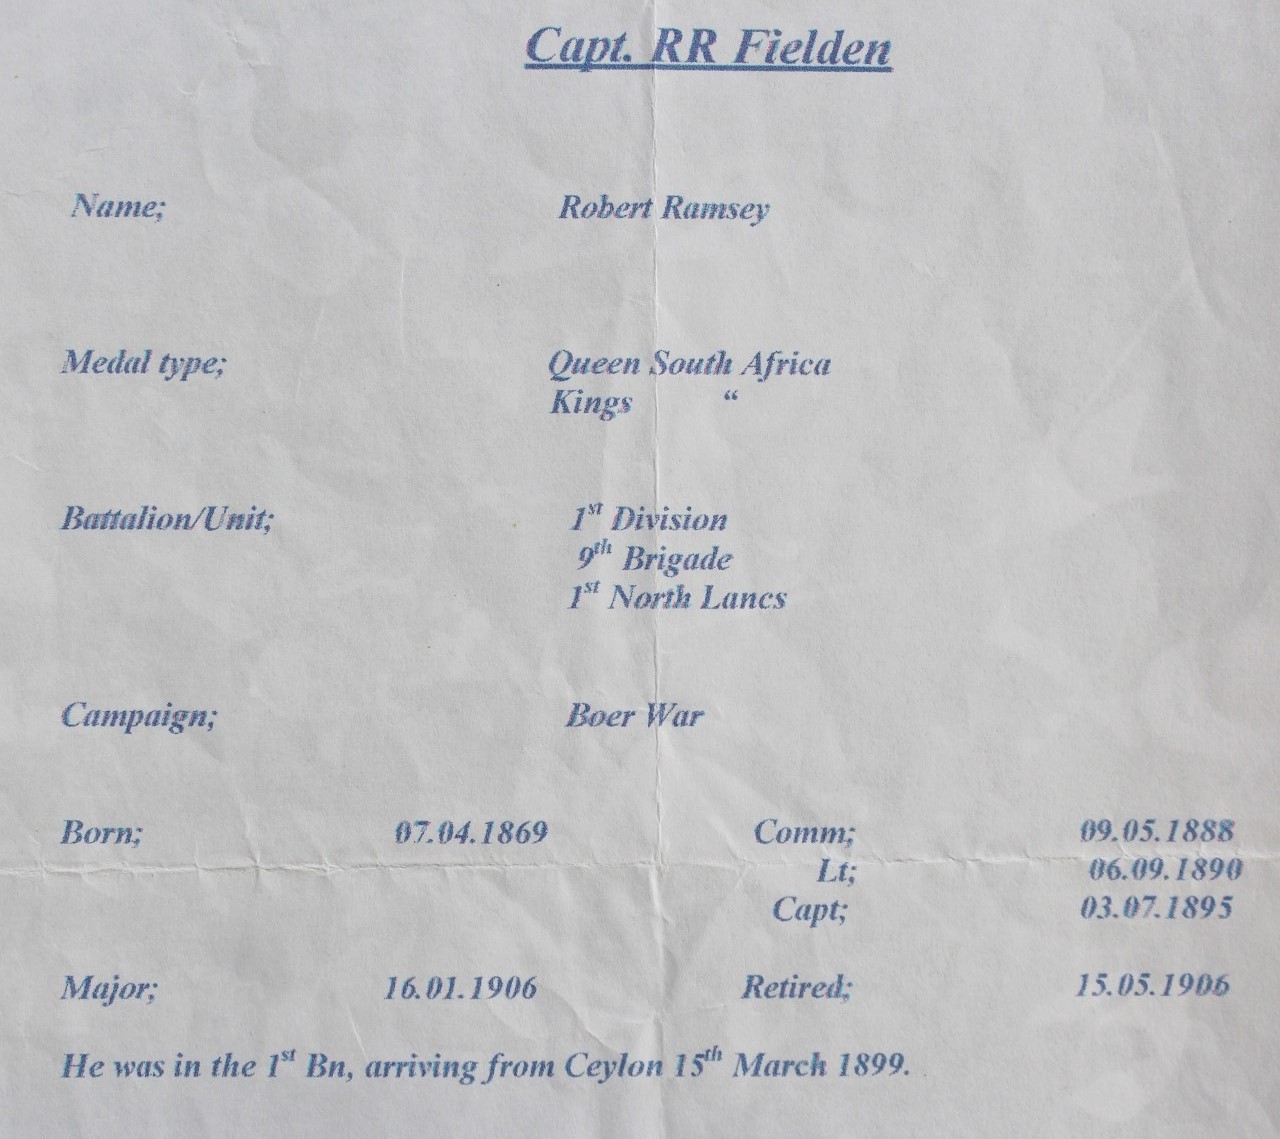 Capt. RR Fielden
Name; Robert Ramsey
Medal type; Queen South Africa
Kings “
Battalion/Unit; 1st Division
9th Brigade
1st North Lancs
Campaign; Boer War
Born; 07.04.1869 Comm; 09.05.1888
Lt; 06.09.1890
Capt; 03.07.1895
Major; 16.01.1906 Retired; 15.05.1906
He was in the 1st Bn, arriving from Ceylon 15th March 1899.